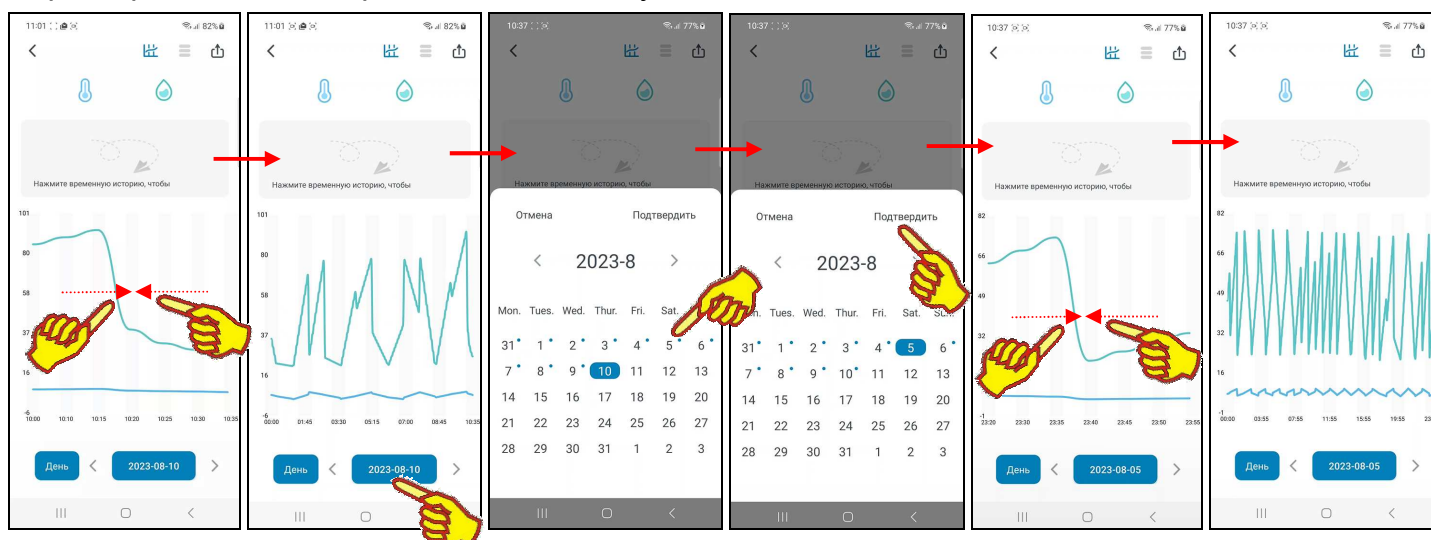 11:01
82%
Нажмите временную историю, чтобы
101
80
58
37
16
-6
10:00 10:10 10:15 10:20 10:25 10:30 10:35
День
2023-08-10
11:01
82%
Нажмите временную историю, чтобы
101
80
58
37
16
-6
00:00 01:45 03:30 05:15 07:00 08:45 10:35
День
2023-08-10
10:37
77%
Нажмите временную историю, чтобы
Отмена Подтвердить
2023-8
Mon. Tues. Wed. Thur. Fri. Sat.
31 1 2 3 4 5 6
7 8 9 10 11 12 13
14 15 16 17 18 19 20
21 22 23 24 25 26 27
28 29 30 31 1 2 3
10:37
77%
Нажмите временную историю, чтобы
Отмена Подтвердить
2023-8
Tues. Wed. Thur. Fri. Sat.
31 1 2 3 4 5 6
7 8 9 10 11 12 13
14 15 16 17 18 19 20
21 22 23 24 25 26 27
28 29 30 31 1 2 3
10:37
77%
Нажмите временную историю, чтобы
82
66
49
32
-1
23:20 23:30 23:35 23:40 23:45 23:50 23:55
День
2023-08-05
10:37
77%
Нажмите временную историю, чтобы
82
66
49
32
16
-1
00:00 03:55 07:55 11:55 15:55 19:55
День
2023-08-05